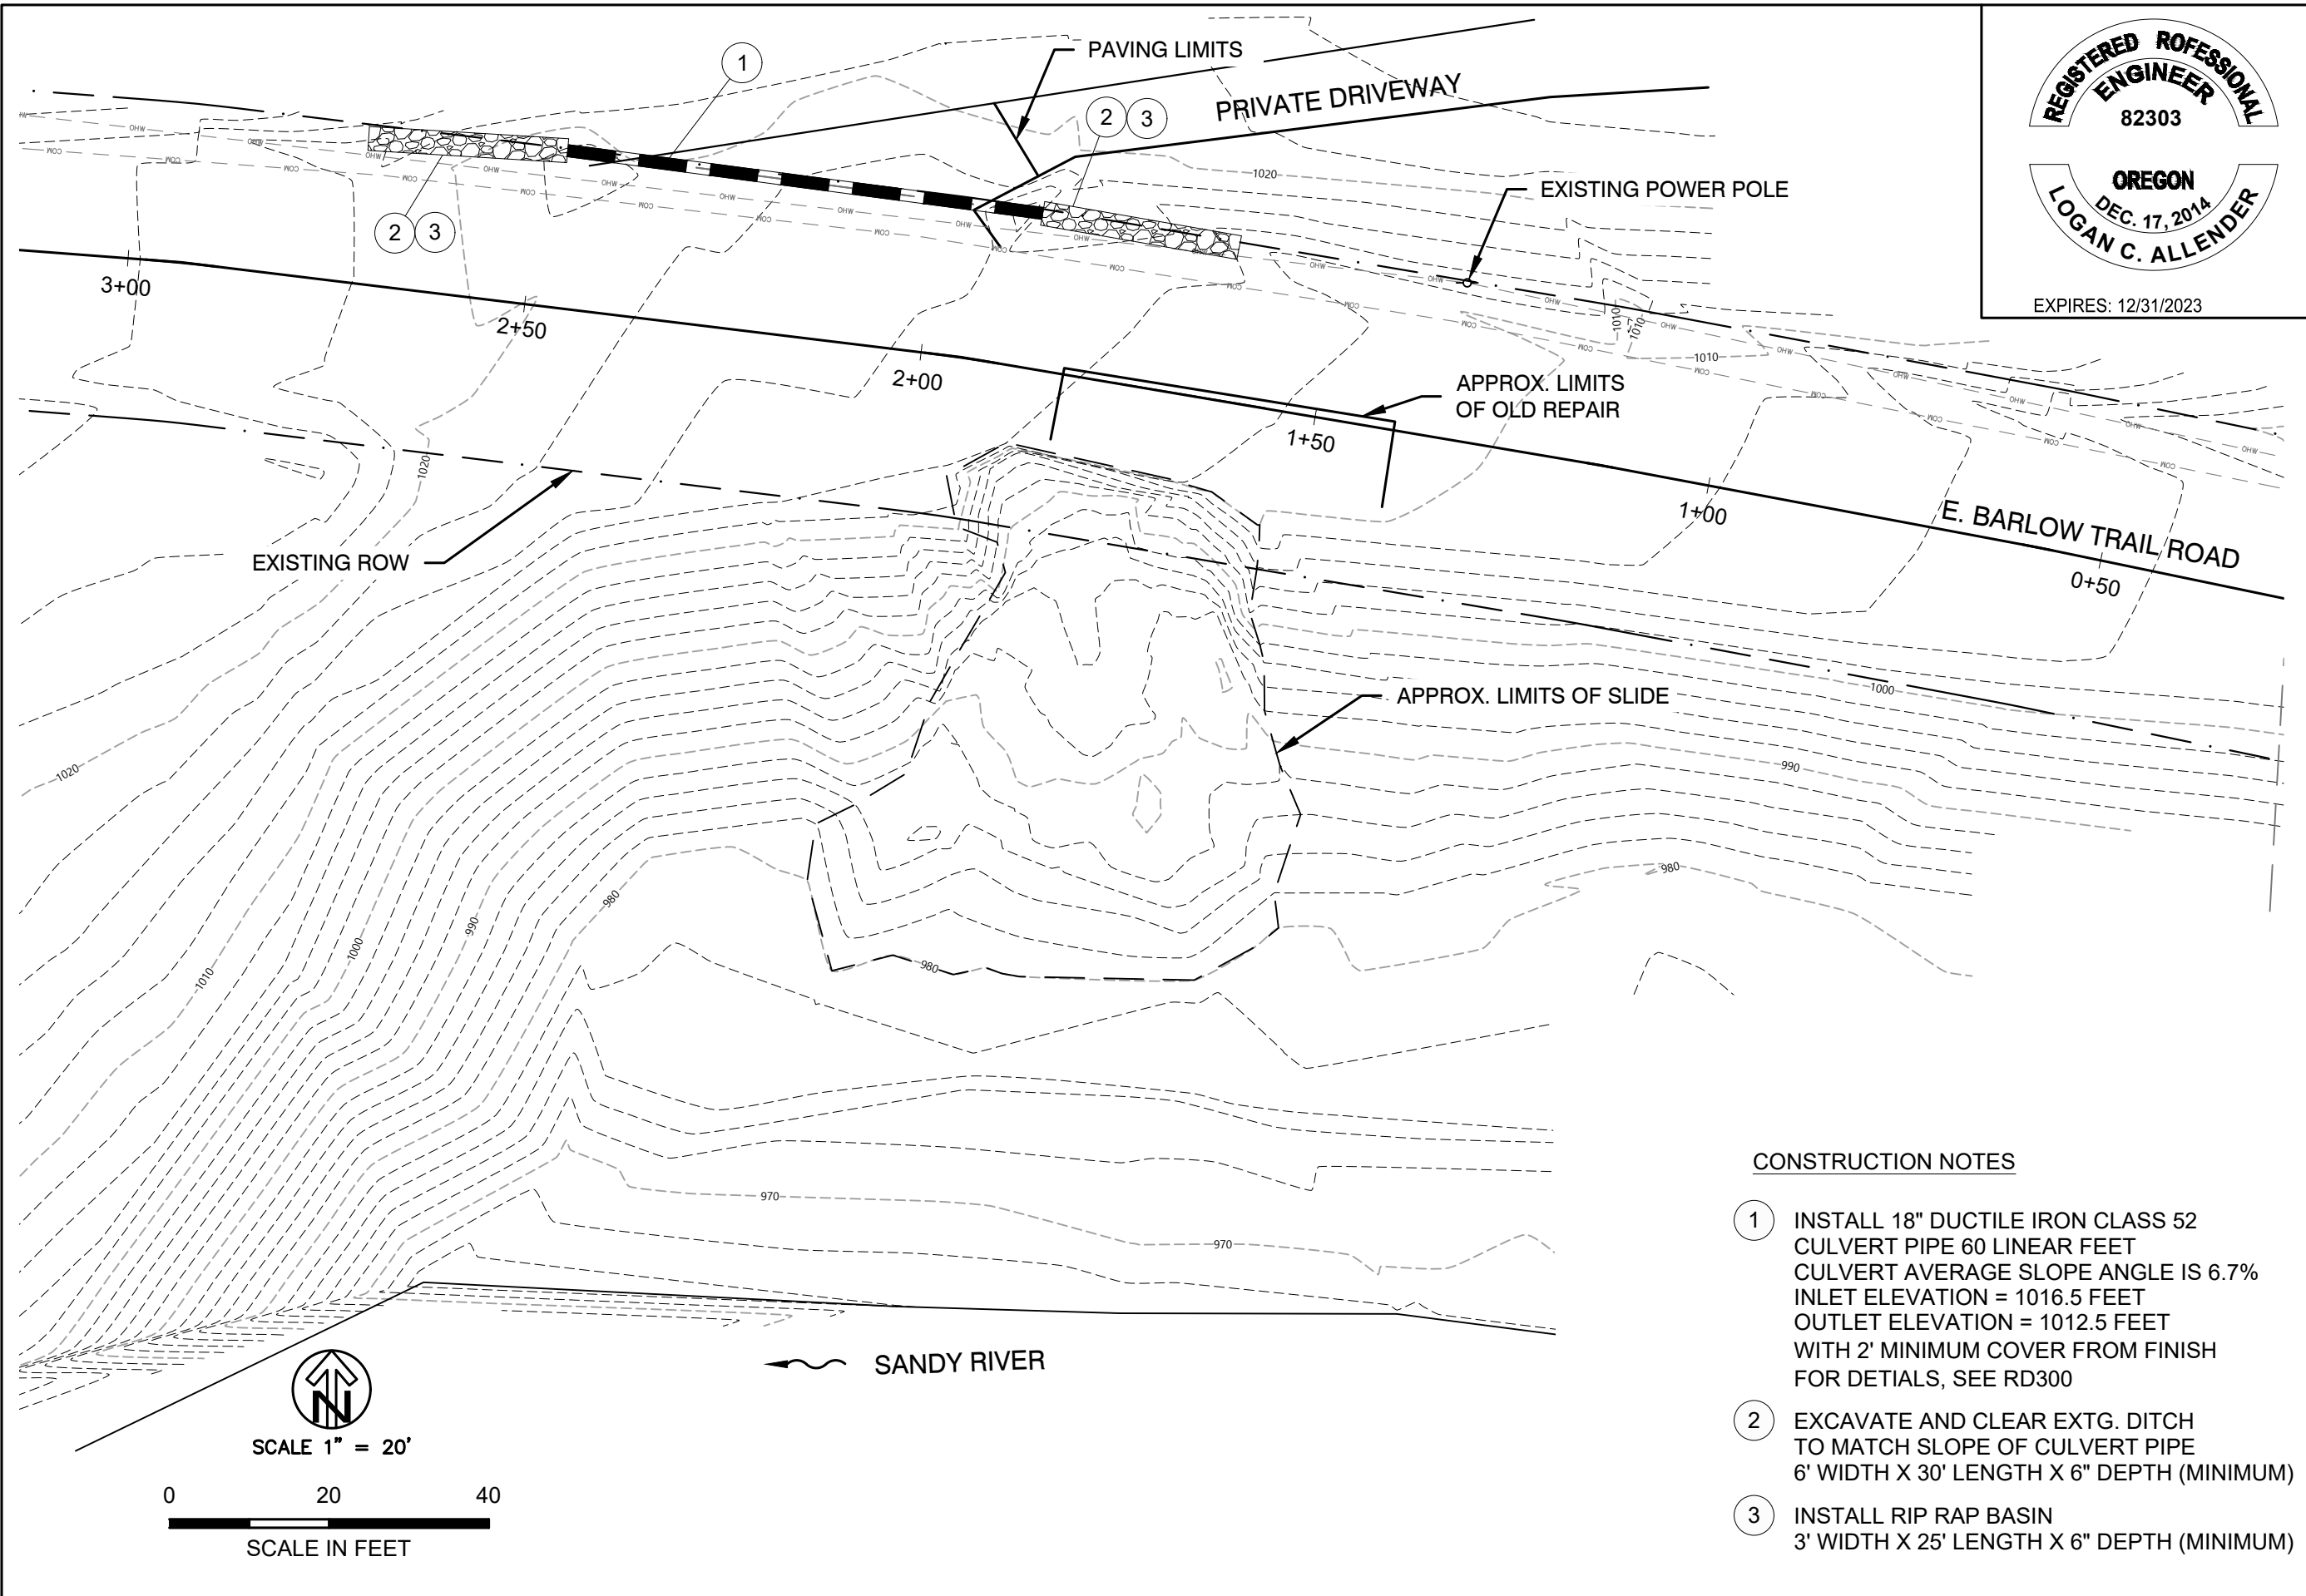 REGISTERED ROFESSIONAL
ENGINEER
82303
OREGON
DEC. 17, 2014
LOGAN C. ALLENDER
EXPIRES: 12/31/2023
1
PAVING LIMITS
PRIVATE DRIVEWAY
2 3
1020
EXISTING POWER POLE
2 3
3+00
2+50
2+00
1+50
1+00
0+50
1010
1010
1010
APPROX. LIMITS
OF OLD REPAIR
E. BARLOW TRAIL ROAD
1020
EXISTING ROW
APPROX. LIMITS OF SLIDE
1000
990
980
1020
1010
1000
990
980
980
970
970
SANDY RIVER
N
SCALE 1" = 20'
0 20 40
SCALE IN FEET
OHW
COM
CONSTRUCTION NOTES
1 INSTALL 18" DUCTILE IRON CLASS 52
CULVERT PIPE 60 LINEAR FEET
CULVERT AVERAGE SLOPE ANGLE IS 6.7%
INLET ELEVATION = 1016.5 FEET
OUTLET ELEVATION = 1012.5 FEET
WITH 2' MINIMUM COVER FROM FINISH
FOR DETIALS, SEE RD300
2 EXCAVATE AND CLEAR EXTG. DITCH
TO MATCH SLOPE OF CULVERT PIPE
6' WIDTH X 30' LENGTH X 6" DEPTH (MINIMUM)
3 INSTALL RIP RAP BASIN
3' WIDTH X 25' LENGTH X 6" DEPTH (MINIMUM)